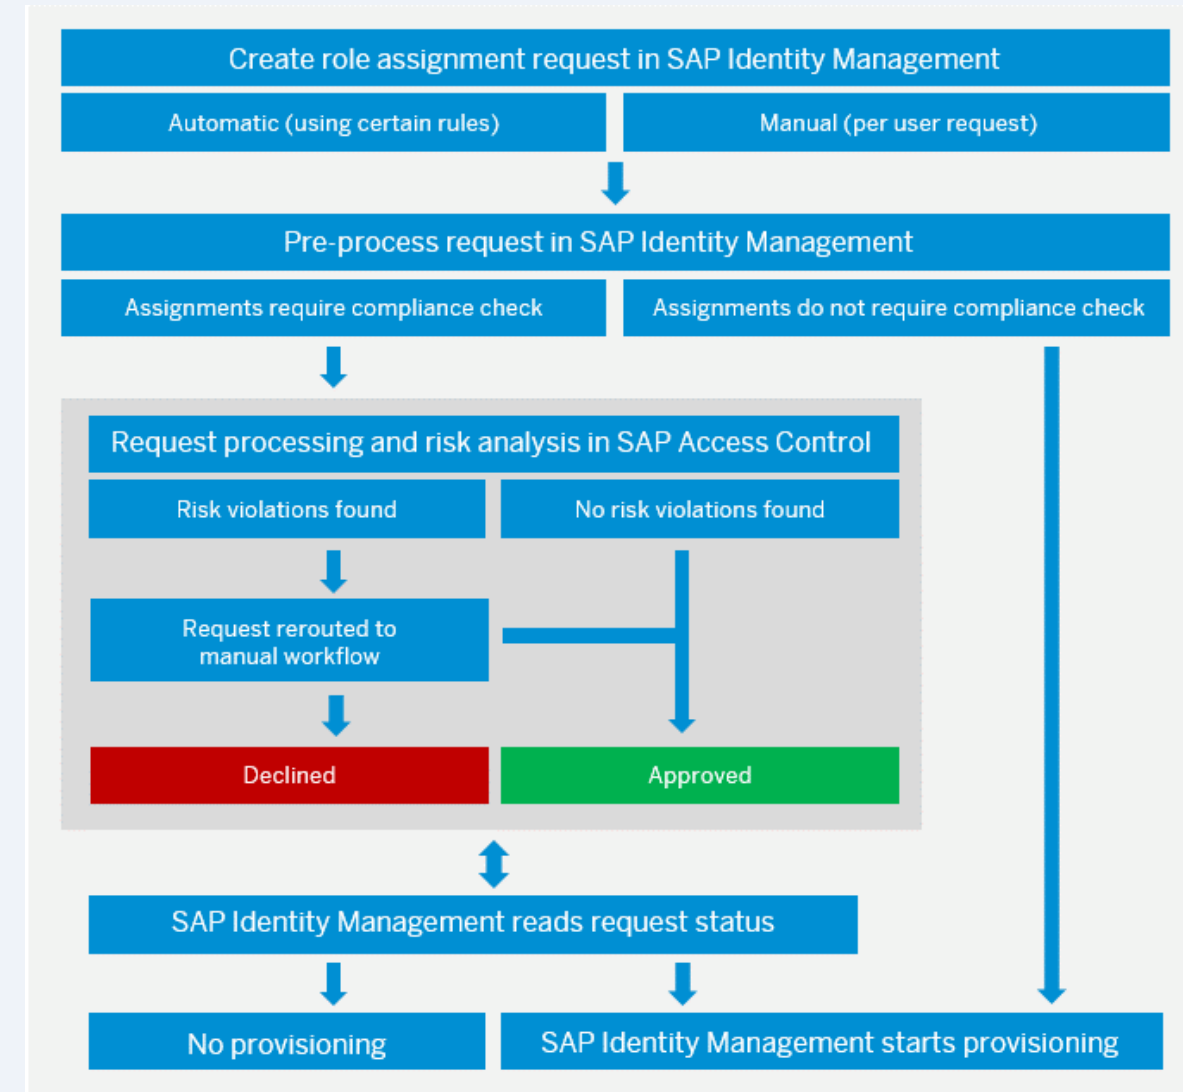 Create role assignment request in SAP Identity Management
Automatic (using certain rules)
Manual (per user request)
Pre-process request in SAP Identity Management
Assignments require compliance check
Assignments do not require compliance check
Request processing and risk analysis in SAP Access Control
Risk violations found
No risk violations found
Request rerouted to
manual workflow
Declined
Approved
SAP Identity Management reads request status
No provisioning
SAP Identity Management starts provisioning